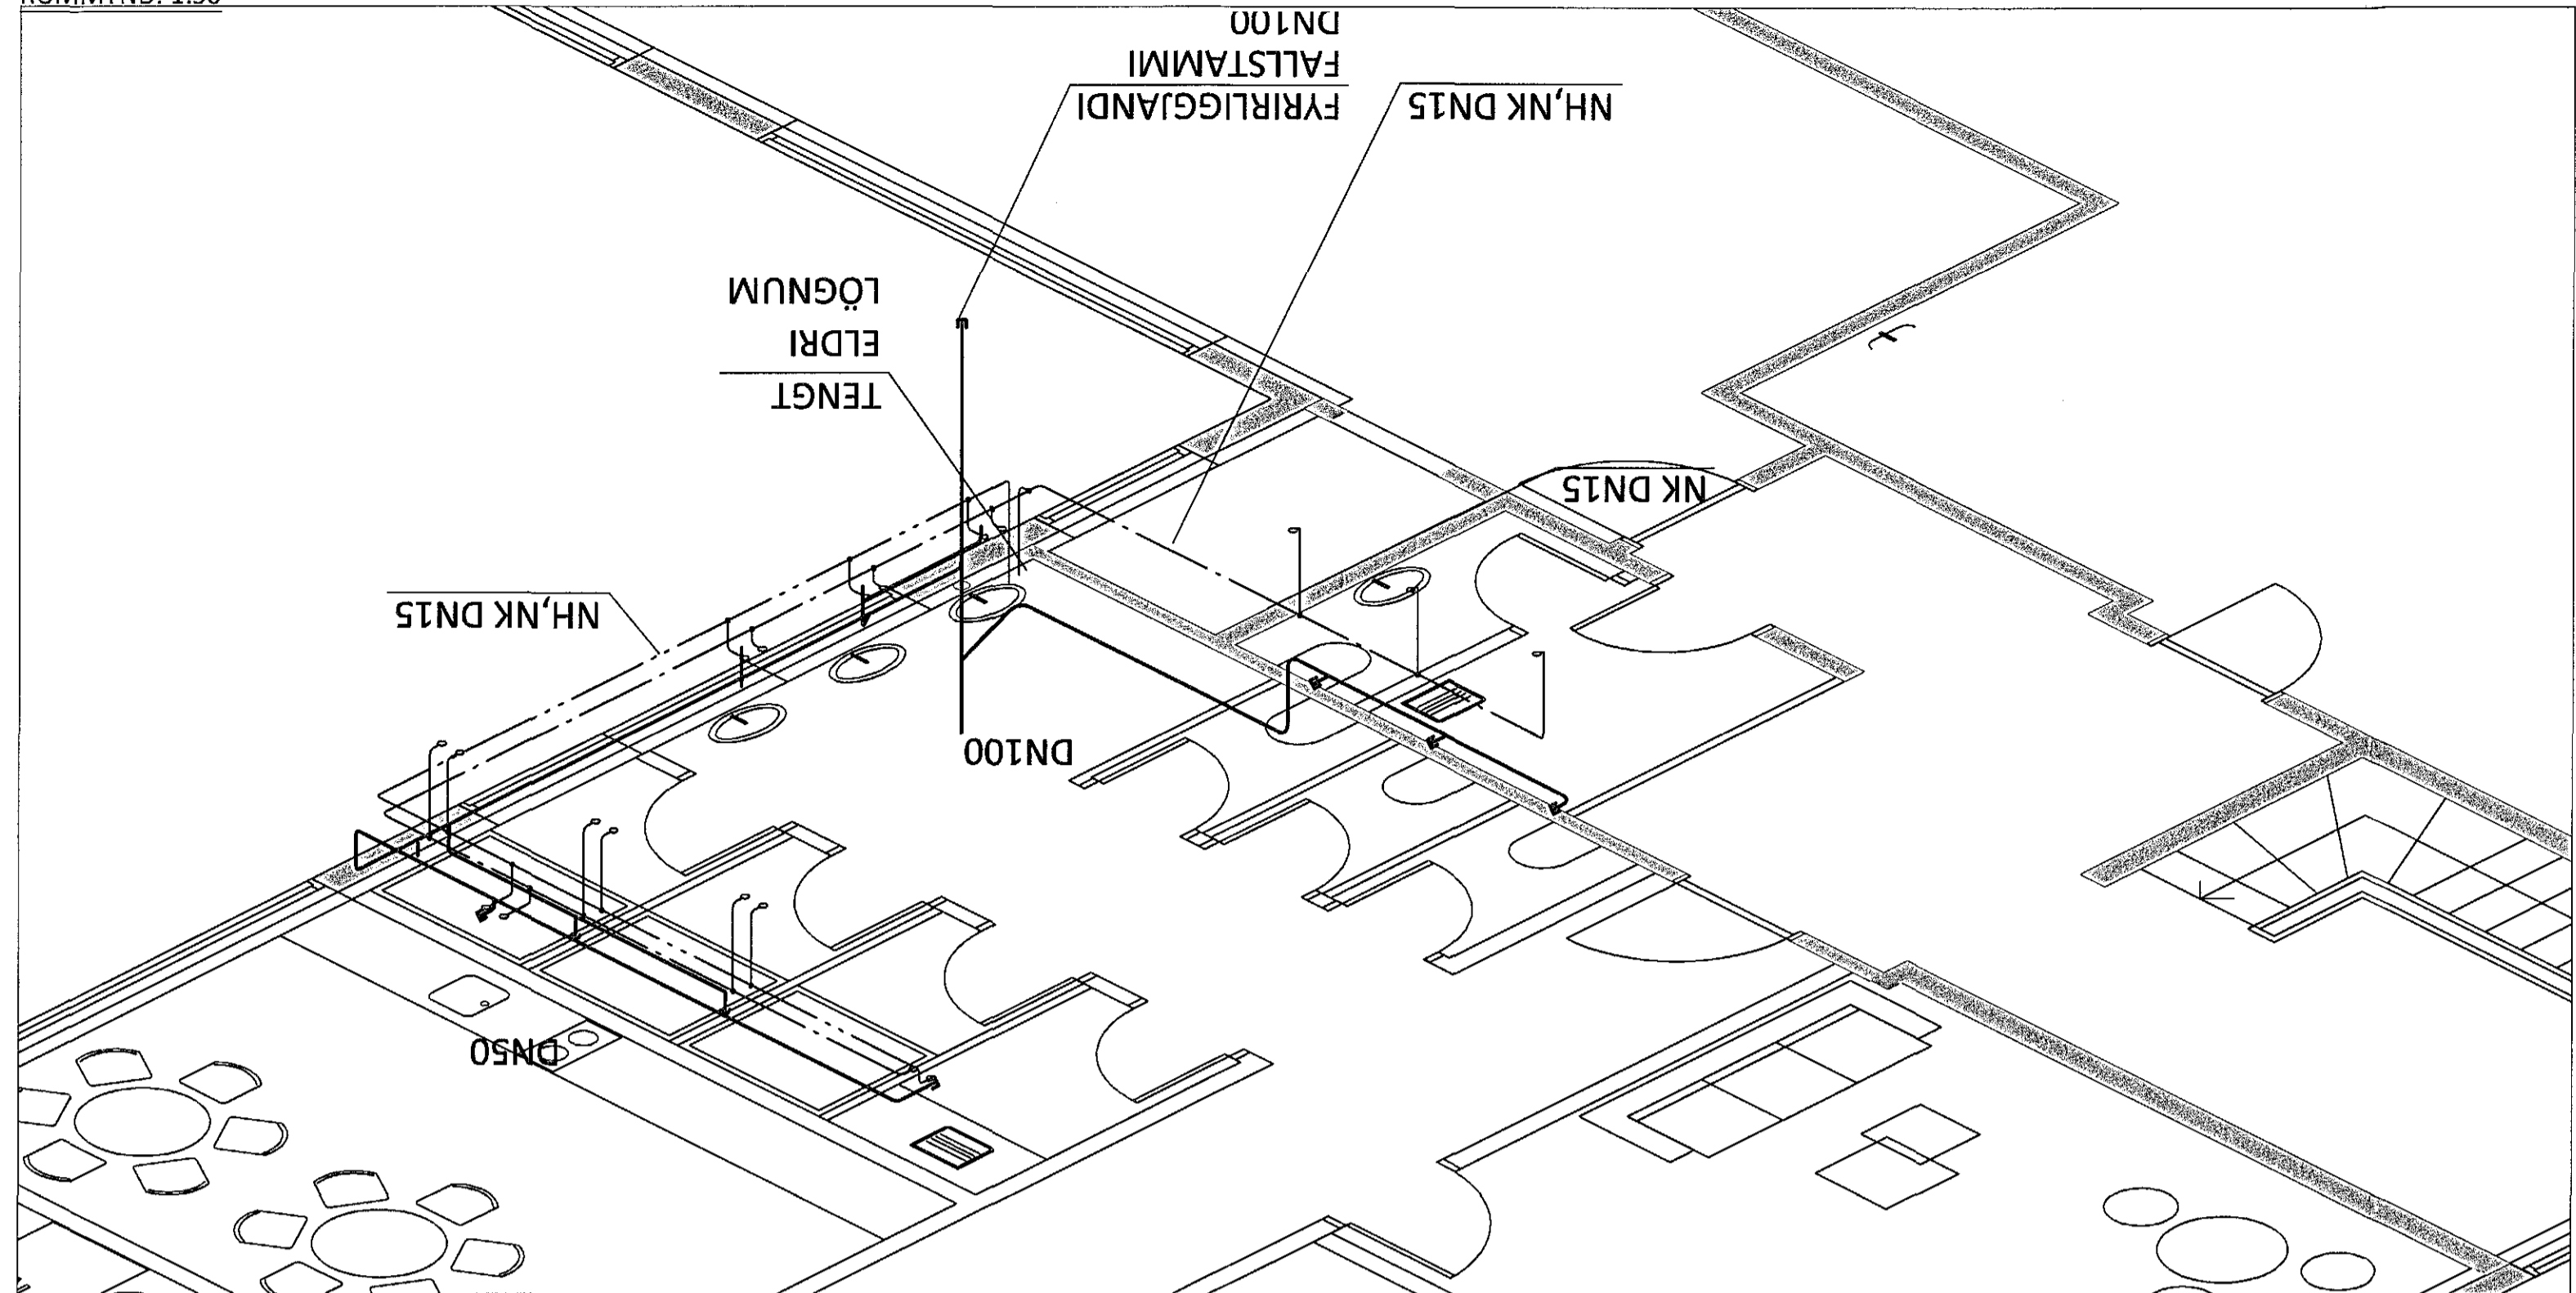 FYRIRLIGGJANDI
FALLSTAMMI
DN100
NH,NK DN15
TENGT
ELDRI
LÖGNUM
NK DN15
NH,NK DN15
DN100
DN50